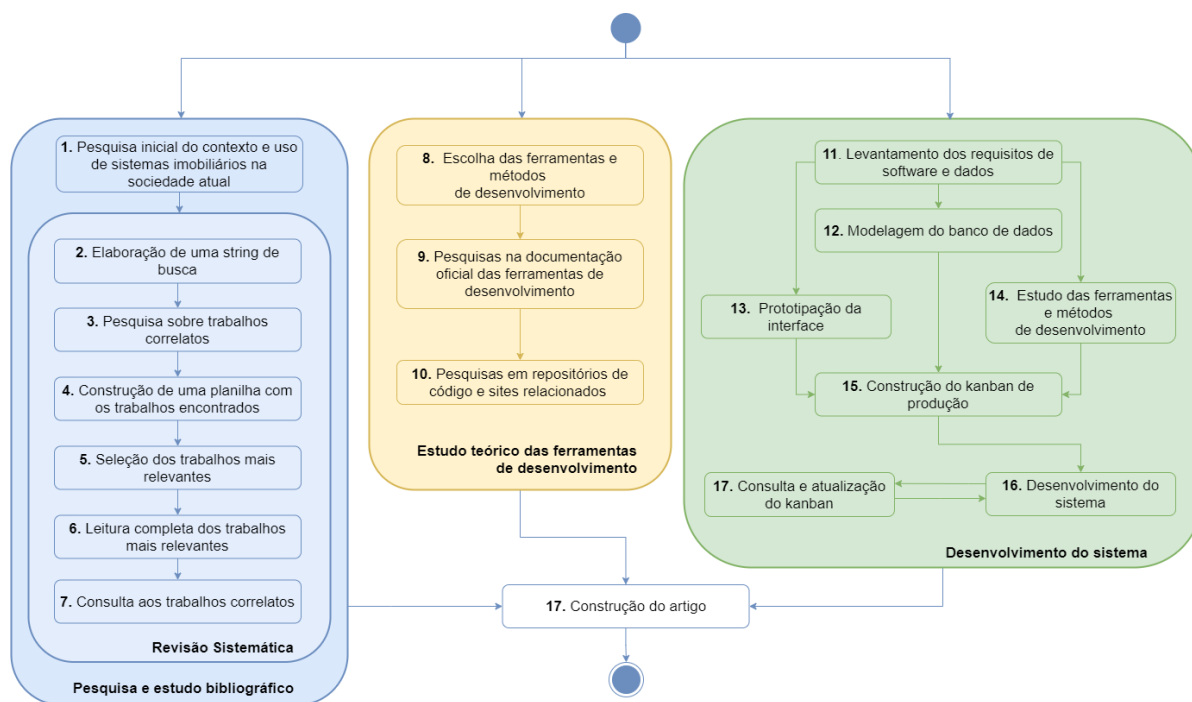 1. Pesquisa inicial do contexto e uso
de sistemas imobiliários na
sociedade atual
2. Elaboração de uma string de
busca
3. Pesquisa sobre trabalhos
correlatos
4. Construção de uma planilha com
os trabalhos encontrados
5. Seleção dos trabalhos mais
relevantes
6. Leitura completa dos trabalhos
mais relevantes
7. Consulta aos trabalhos correlatos
Revisão Sistemática
Pesquisa e estudo bibliográfico
8. Escolha das ferramentas e
métodos
de desenvolvimento
9. Pesquisas na documentação
oficial das ferramentas de
desenvolvimento
10. Pesquisas em repositórios de
código e sites relacionados
Estudo teórico das ferramentas
de desenvolvimento
11. Levantamento dos requisitos de
software e dados
12. Modelagem do banco de dados
13. Prototipação da
interface
14. Estudo das ferramentas
e métodos
de desenvolvimento
15. Construção do kanban de
produção
17. Consulta e atualização
do kanban
16. Desenvolvimento do
sistema
Desenvolvimento do sistema
17. Construção do artigo